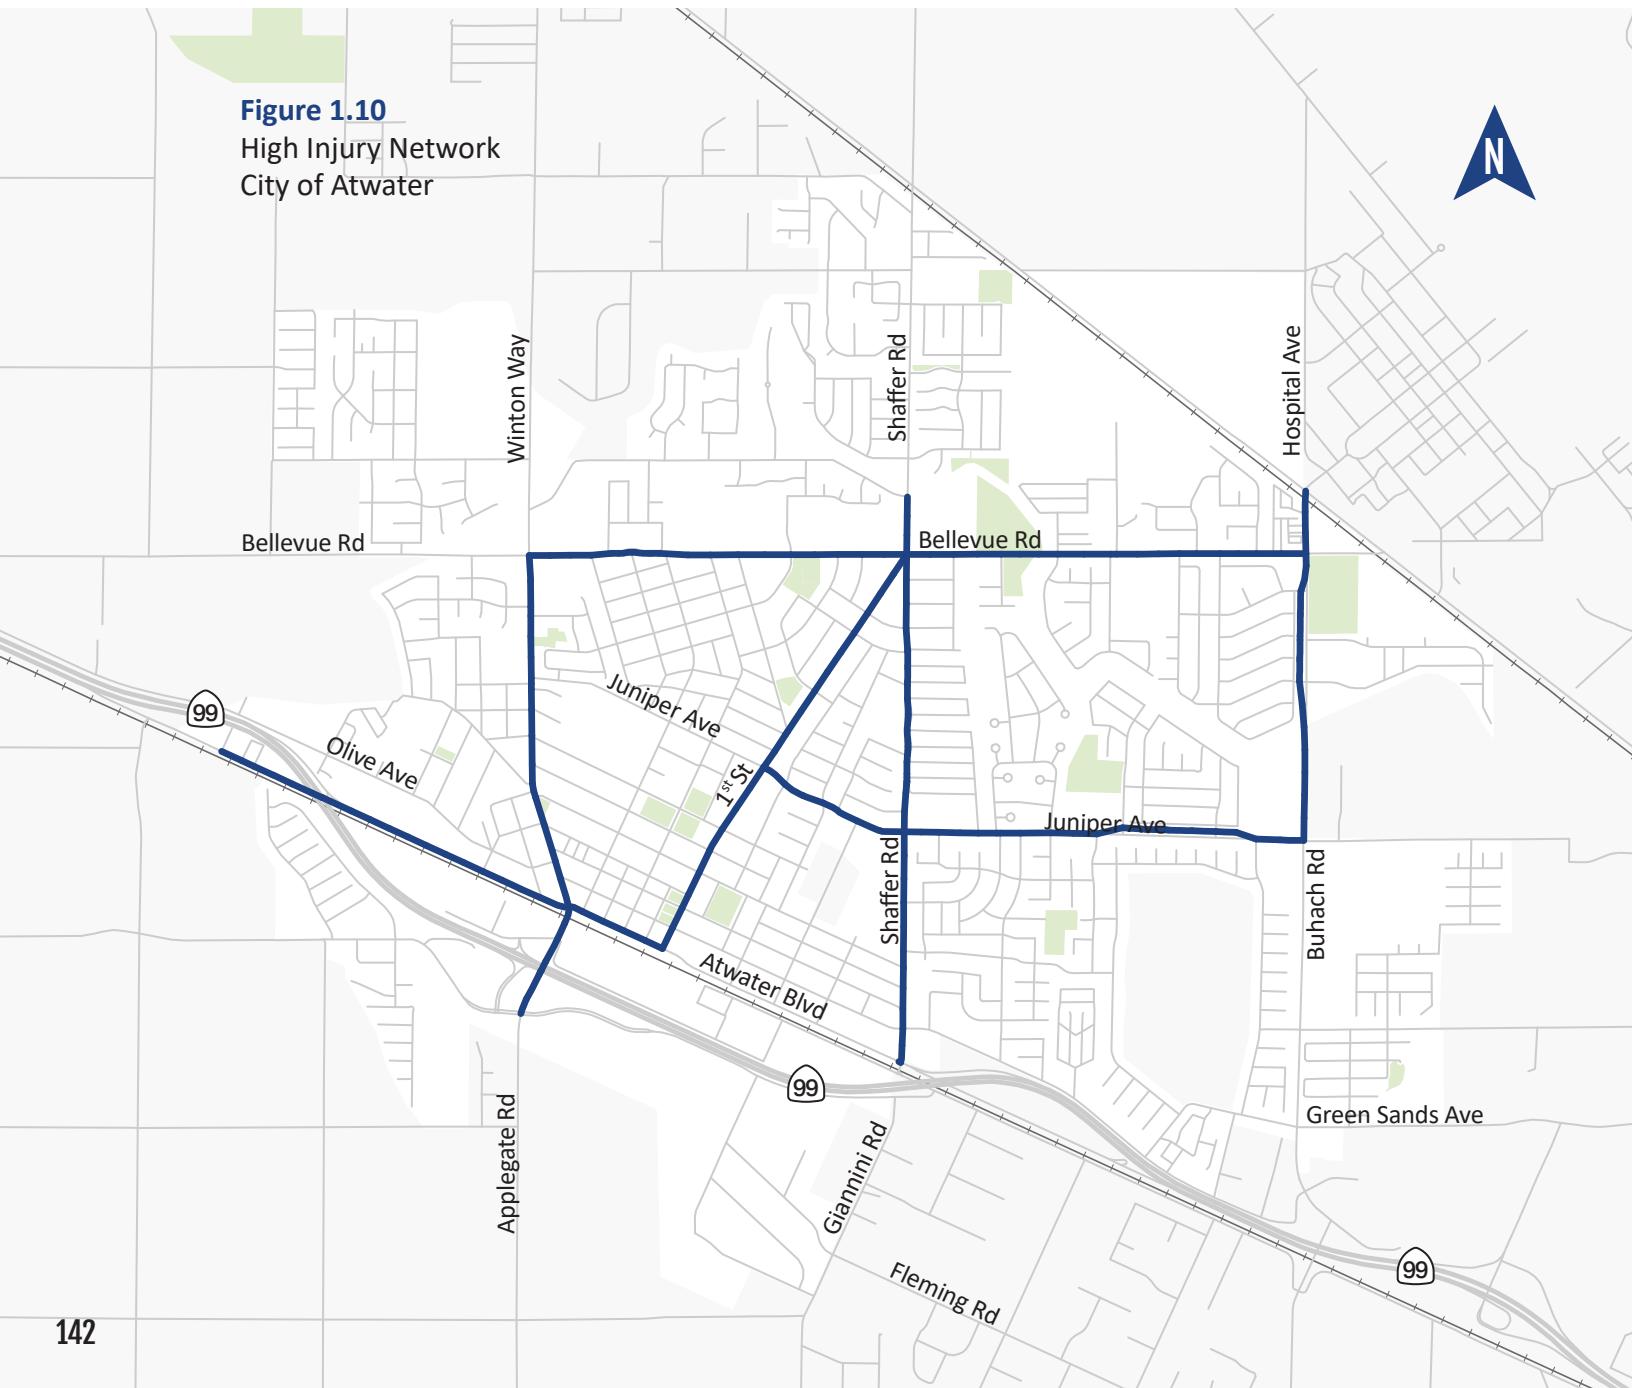 Figure 1.10
High Injury Network
City of Atwater
N
Winton Way
Shaffer Rd
Hospital Ave
Bellevue Rd
Bellevue Rd
99
Olive Ave
Juniper Ave
1st St
Juniper Ave
Shaffer Rd
Buhach Rd
Atwater Blvd
99
Applegate Rd
Giannini Rd
Green Sands Ave
Fleming Rd
99
142